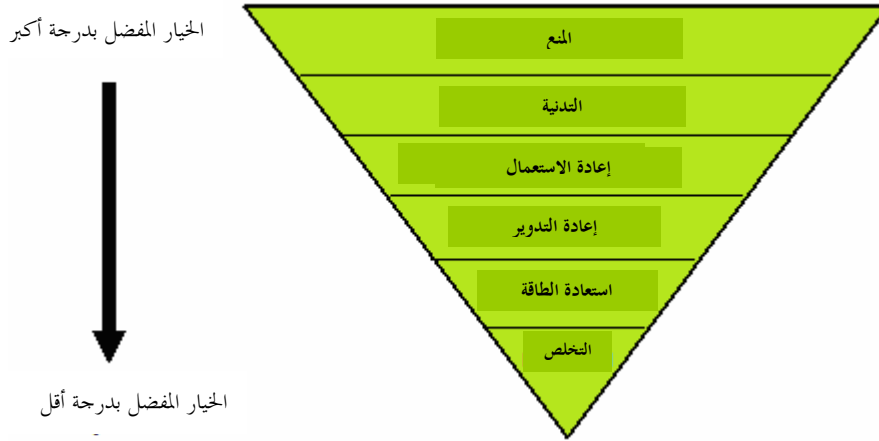 الخيار المفضل بدرجة أكبر
المنع
التدنية
إعادة الاستعمال
إعادة التدوير
استعادة الطاقة
التخلص
الخيار المفضل بدرجة أقل